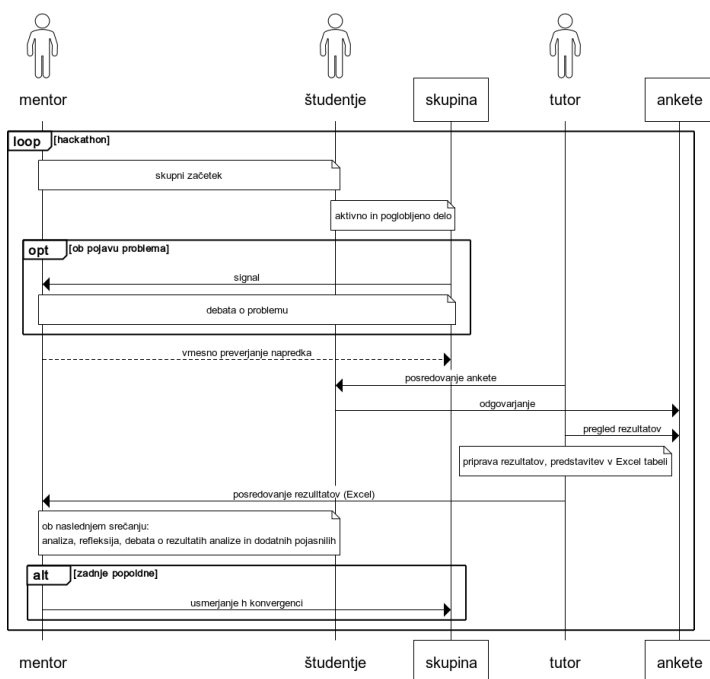 mentor študentje skupina tutor ankete
loop [hackathon]
skupni začetek
aktivno in poglobljeno delo
opt [ob pojavu problema]
signal
debata o problemu
vmesno preverjanje napredka
posredovanje ankete
odgovarjanje
pregled rezultatov
priprava rezultatov, predstavitev v Excel tabeli
posredovanje rezulltatov (Excel)
ob naslednjem srečanju:
analiza, refleksija, debata o rezultatih analize in dodatnih pojasnilih
alt [zadnje popoldne]
usmerjanje h konvergenci
mentor študentje skupina tutor ankete